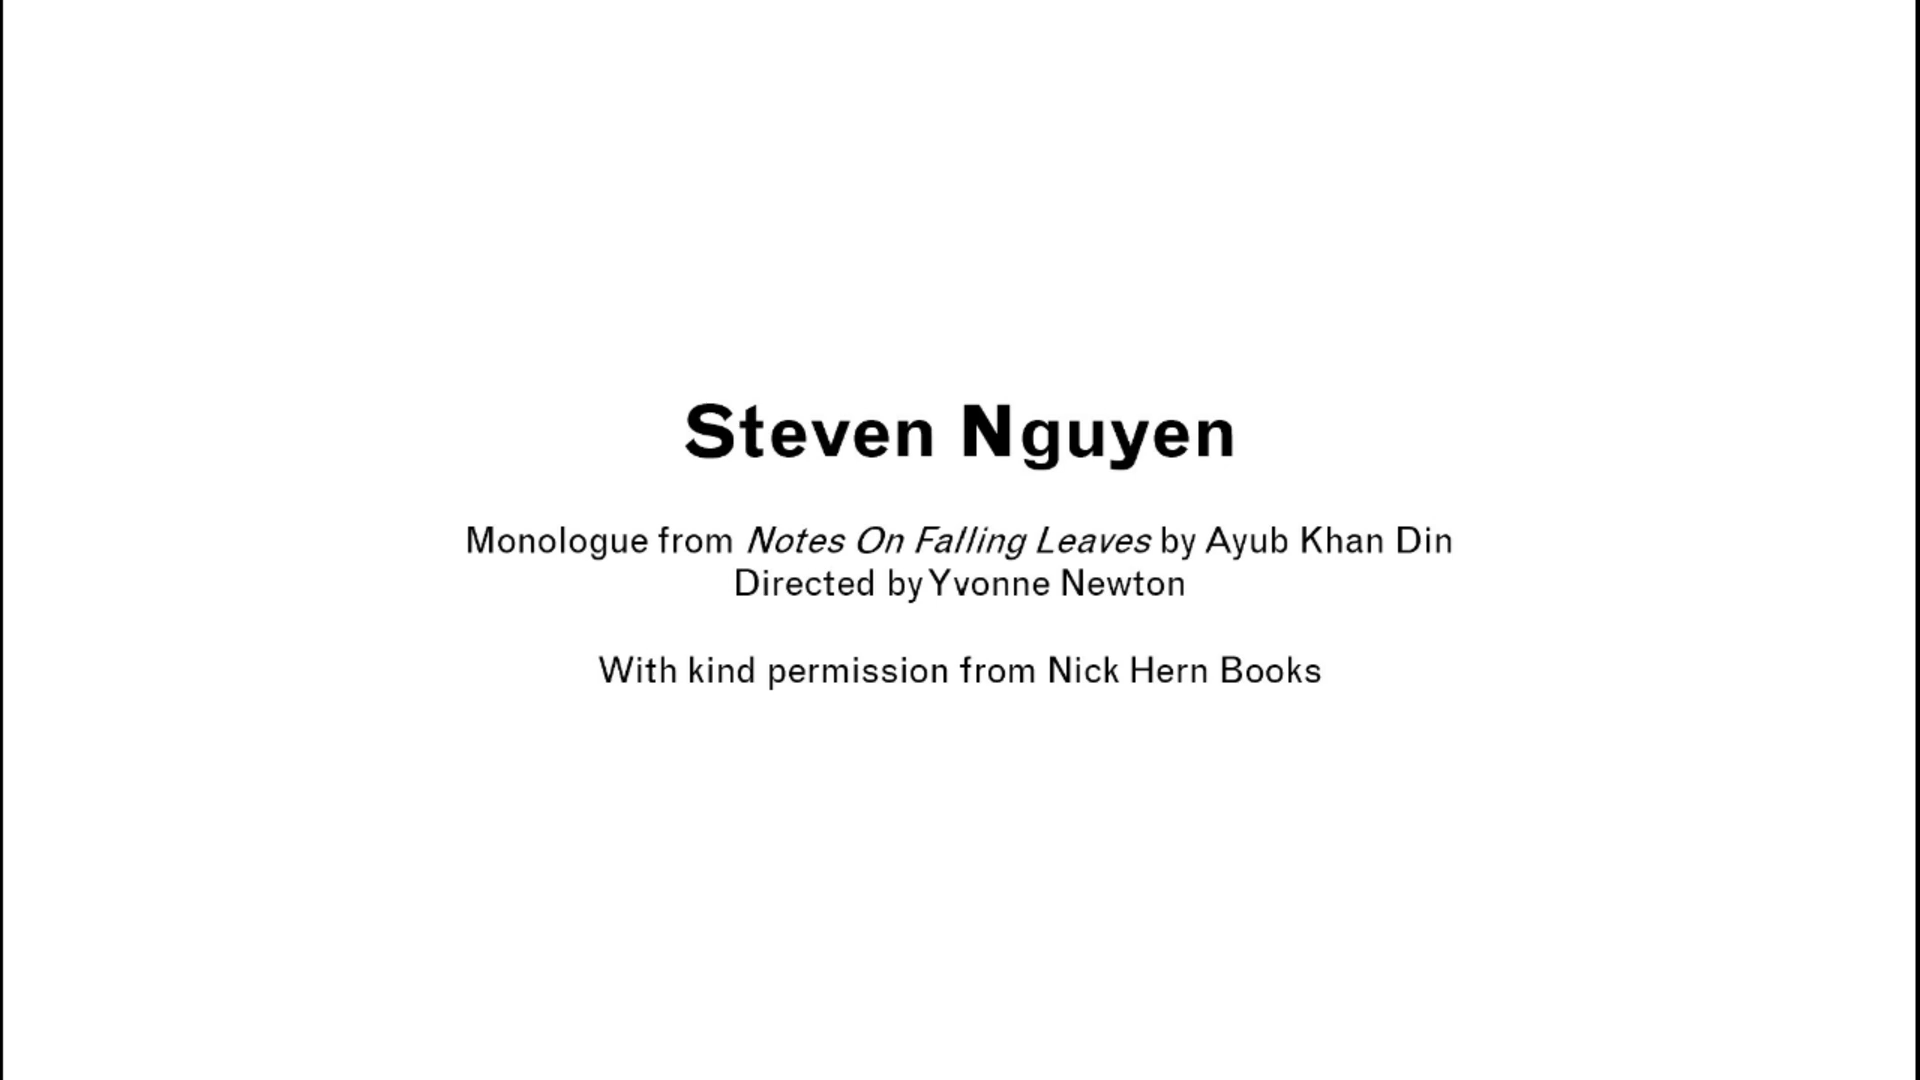 Steven Nguyen
Monologue from Notes On Falling Leaves by Ayub Khan Din
Directed by Yvonne Newton
With kind permission from Nick Hern Books